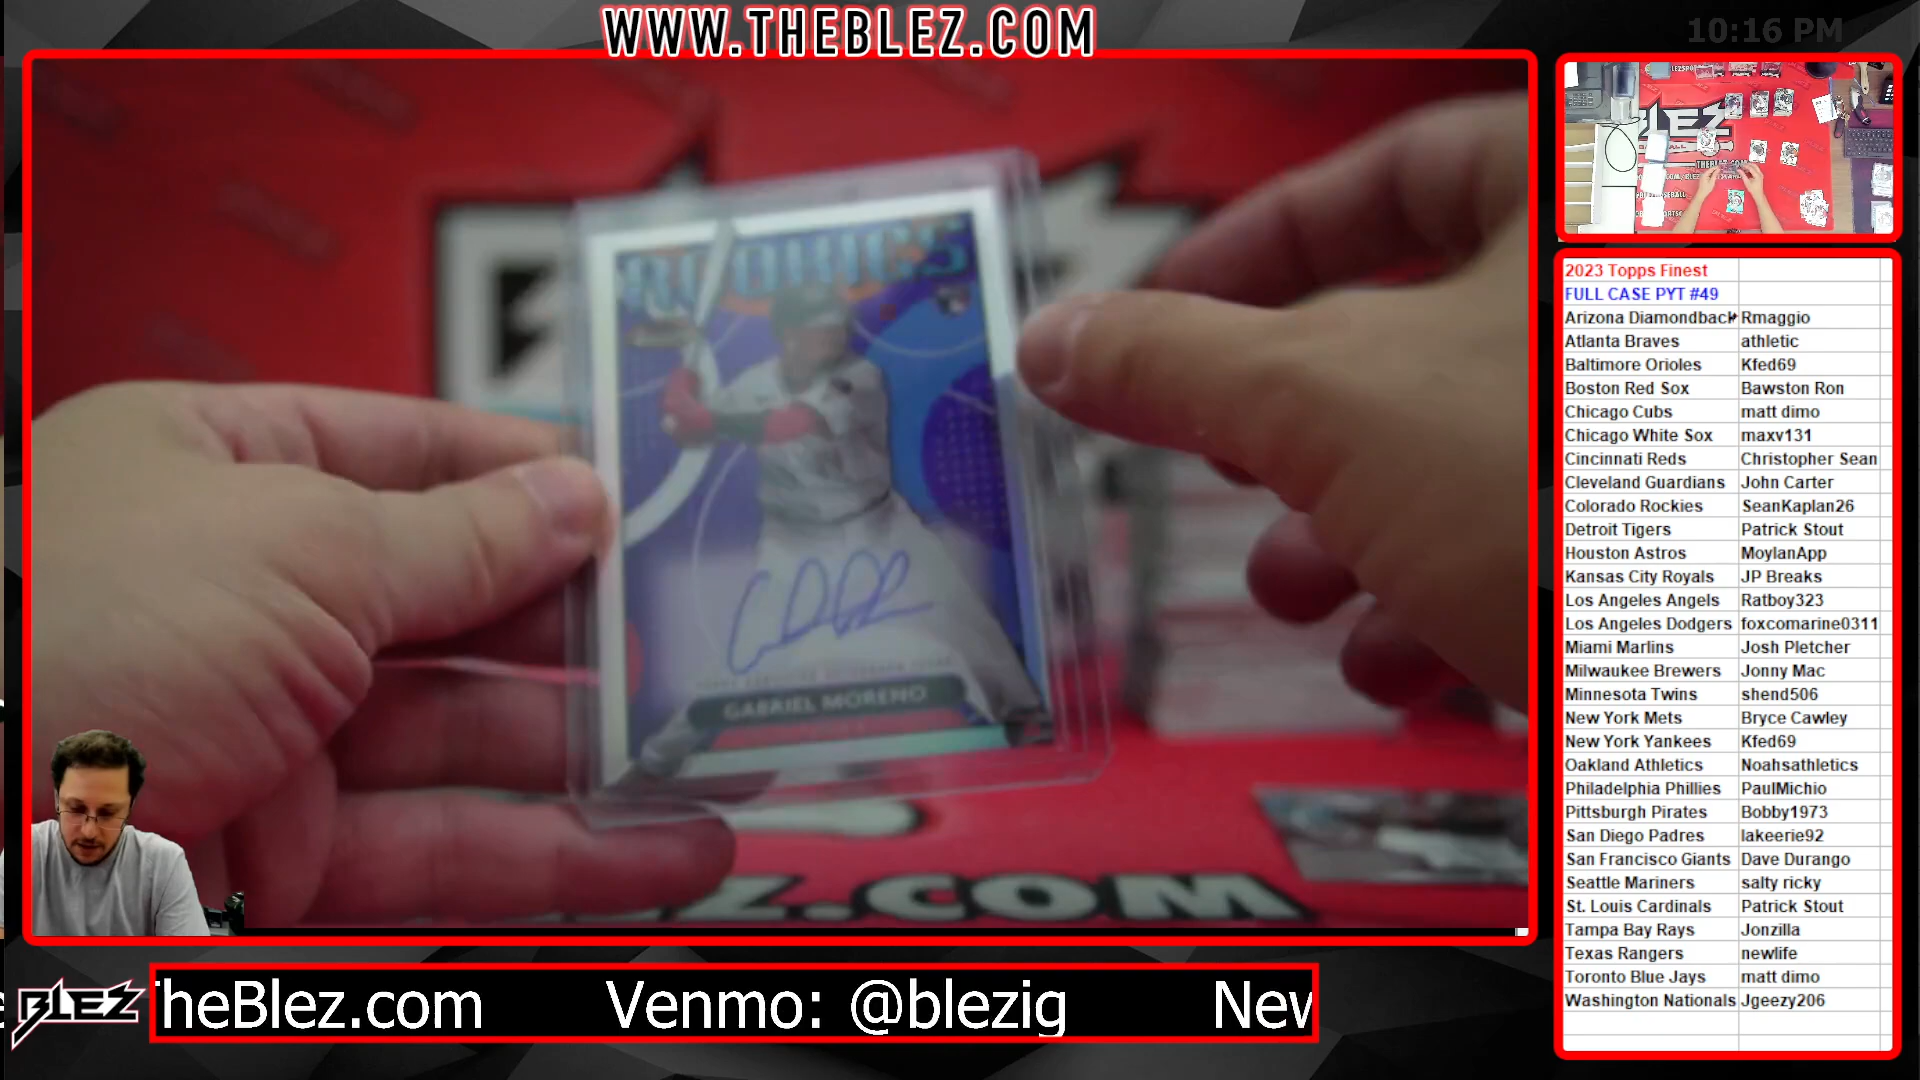 WWW.THEBLEZ.COM
10:16 PM
ROOKIES
GABRIEL MORENO
EZ.COM
2023 Topps Finest
FULL CASE PYT #49
Arizona Diamondback Rmaggio
Atlanta Braves athletic
Baltimore Orioles Kfed69
Boston Red Sox Bawston Ron
Chicago Cubs matt dimo
Chicago White Sox maxv131
Cincinnati Reds Christopher Sean
Cleveland Guardians John Carter
Colorado Rockies SeanKaplan26
Detroit Tigers Patrick Stout
Houston Astros MoylanApp
Kansas City Royals JP Breaks
Los Angeles Angels Ratboy323
Los Angeles Dodgers foxcomarine0311
Miami Marlins Josh Pletcher
Milwaukee Brewers Jonny Mac
Minnesota Twins shend506
New York Mets Bryce Cawley
New York Yankees Kfed69
Oakland Athletics Noahsathletics
Philadelphia Phillies PaulMichio
Pittsburgh Pirates Bobby1973
San Diego Padres lakeerie92
San Francisco Giants Dave Durango
Seattle Mariners salty ricky
St. Louis Cardinals Patrick Stout
Tampa Bay Rays Jonzilla
Texas Rangers newlife
Toronto Blue Jays matt dimo
Washington Nationals Jgeezy206
BLEZ
TheBlez.com Venmo: @blezig New